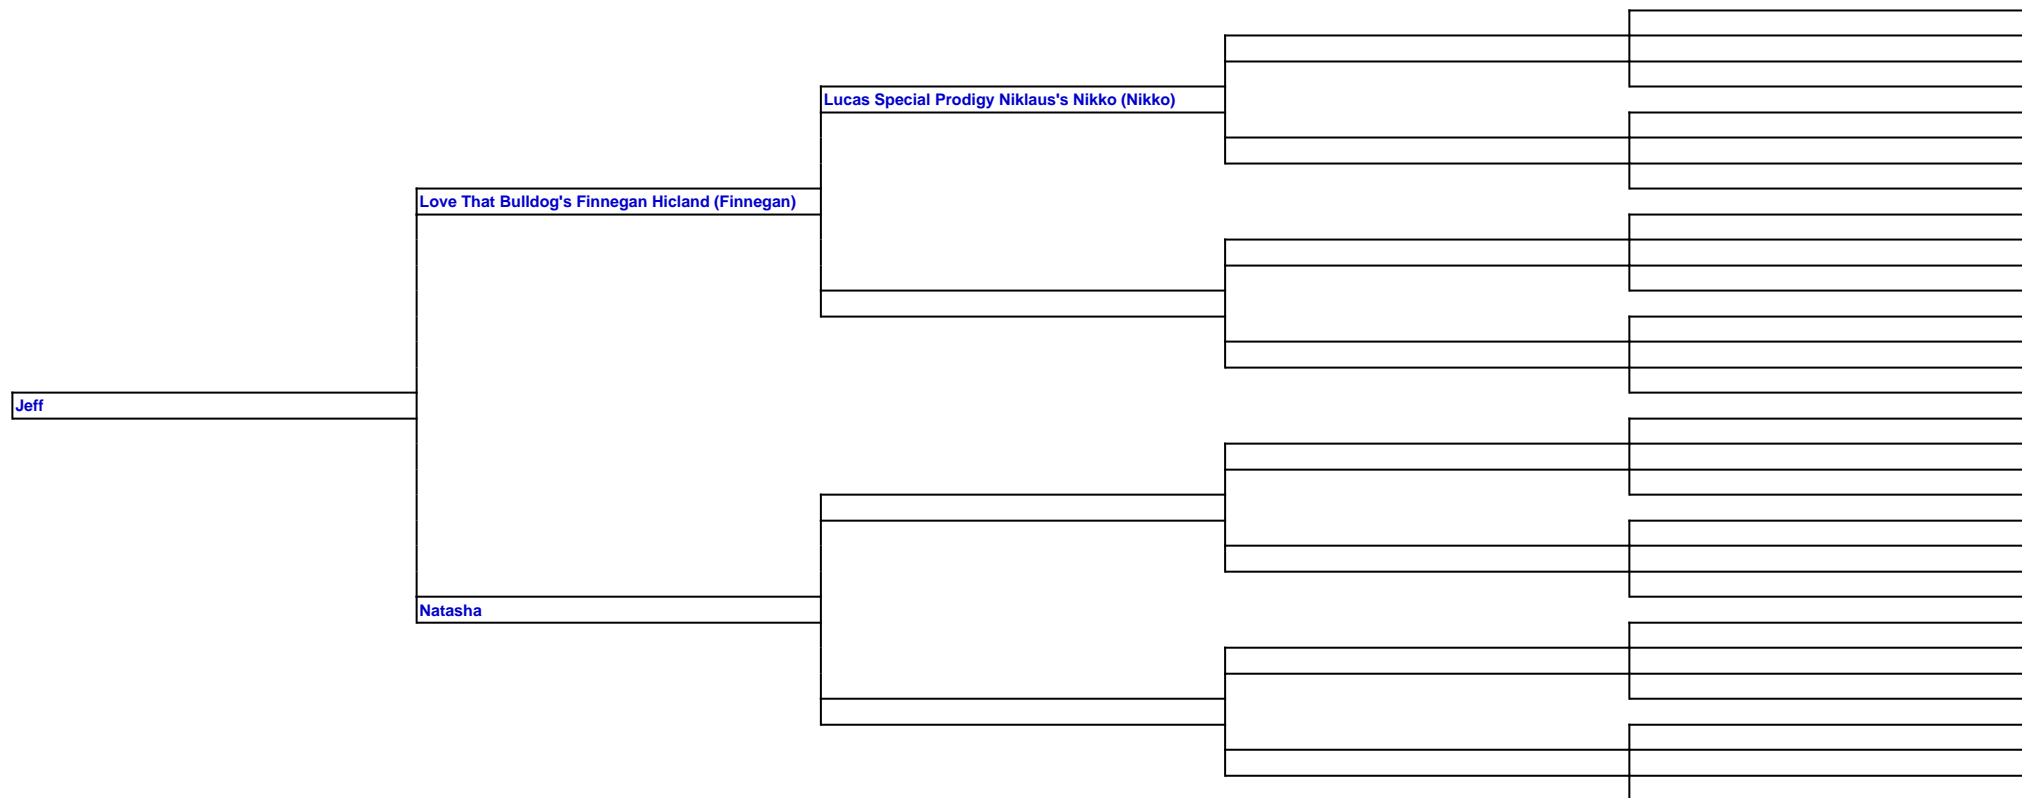 Lucas Special Prodigy Niklaus's Nikko (Nikko)
Love That Bulldog's Finnegan Hicland (Finnegan)
Jeff
Natasha